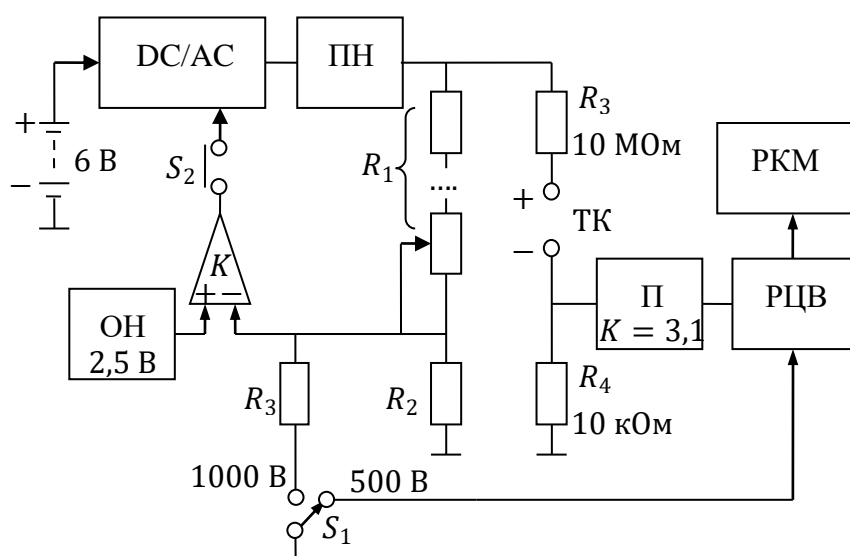 DC/AC
ПН
R₃
10 МОм
РКМ
+
6 В
−
S₂
R₁
....
+
ТК
−
K
+ −
ОН
2,5 В
П
K = 3,1
РЦВ
R₃
R₂
R₄
10 кОм
1000 В
500 В
S₁